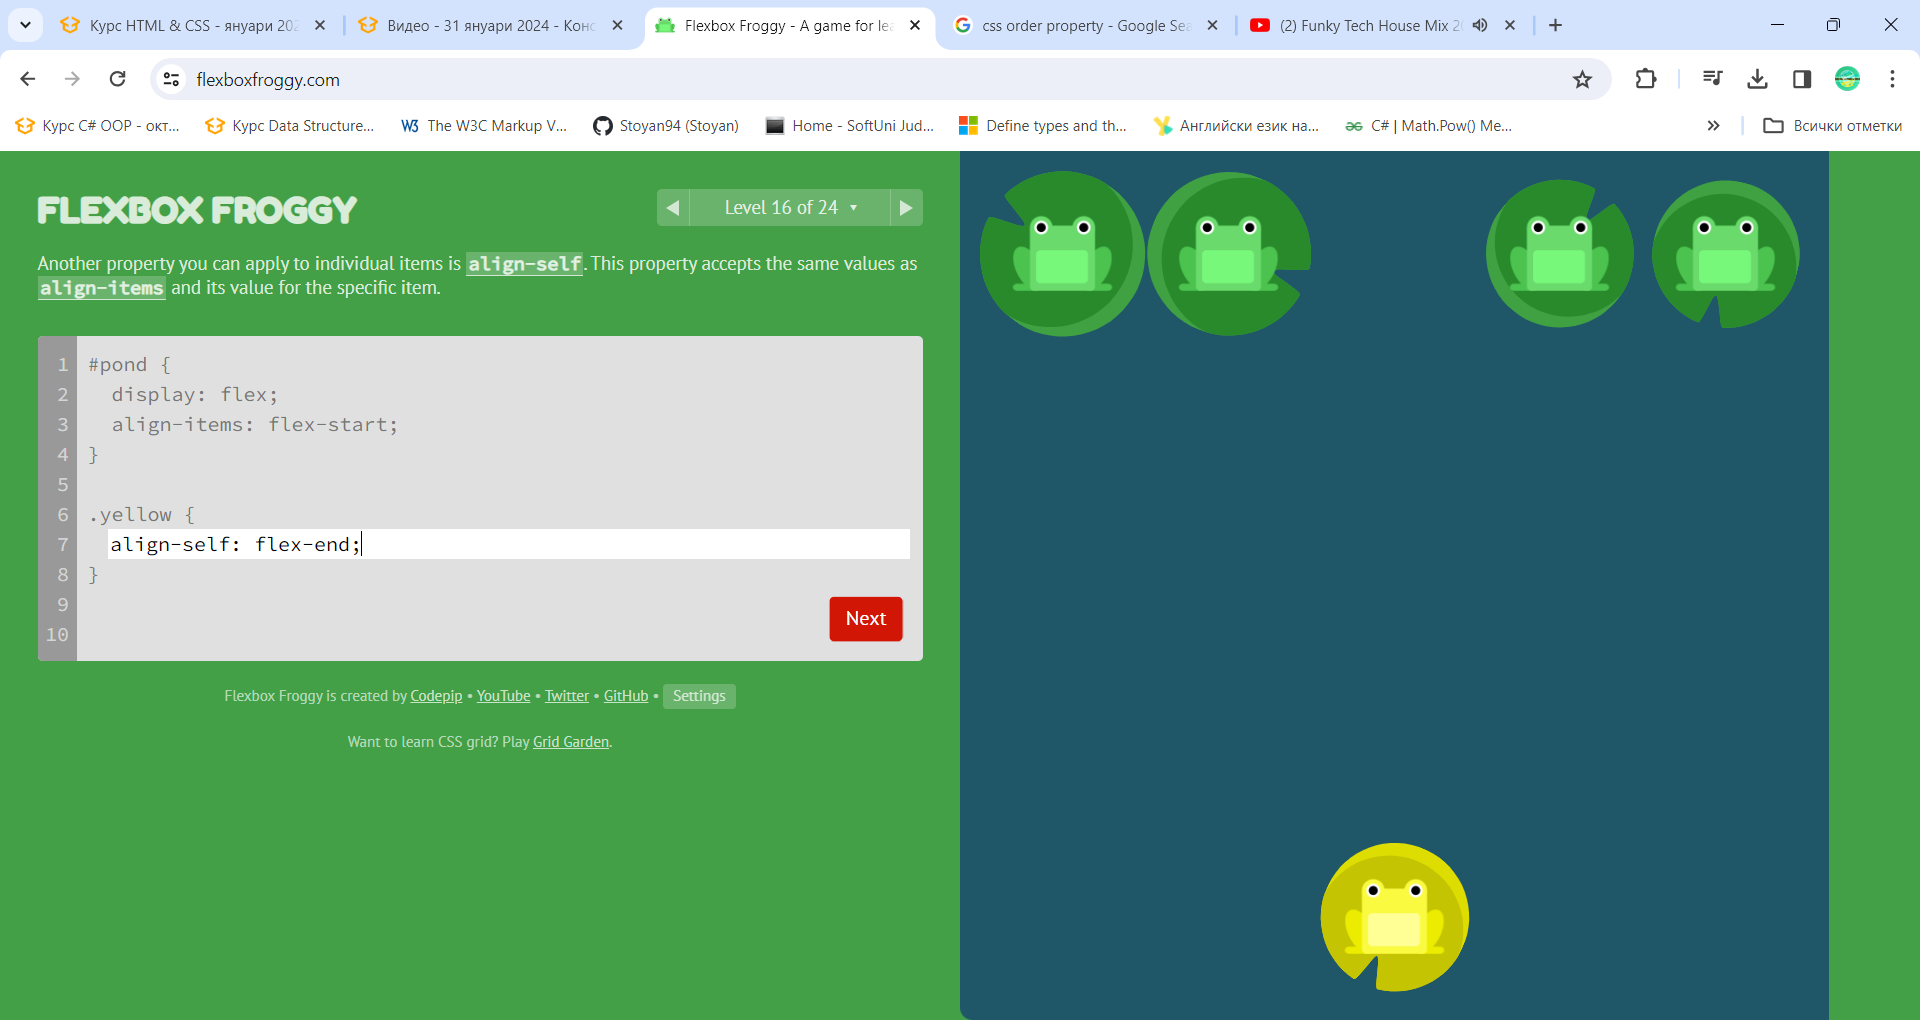 Курс HTML & CSS - януари 202
Видео - 31 януари 2024 - Конс
Flexbox Froggy - A game for lea
css order property - Google Sea
(2) Funky Tech House Mix 20
flexboxfroggy.com
Курс C# OOP - окт...
Курс Data Structure...
W3 The W3C Markup V...
Stoyan94 (Stoyan)
Home - SoftUni Jud...
Define types and th...
Английски език на...
C# | Math.Pow() Me...
Всички отметки
FLEXBOX FROGGY
Level 16 of 24
Another property you can apply to individual items is align-self. This property accepts the same values as
align-items and its value for the specific item.
1 #pond {
2 display: flex;
3 align-items: flex-start;
4 }
5
6 .yellow {
7 align-self: flex-end;
8 }
9
10
Next
Flexbox Froggy is created by Codepip • YouTube • Twitter • GitHub • Settings
Want to learn CSS grid? Play Grid Garden.